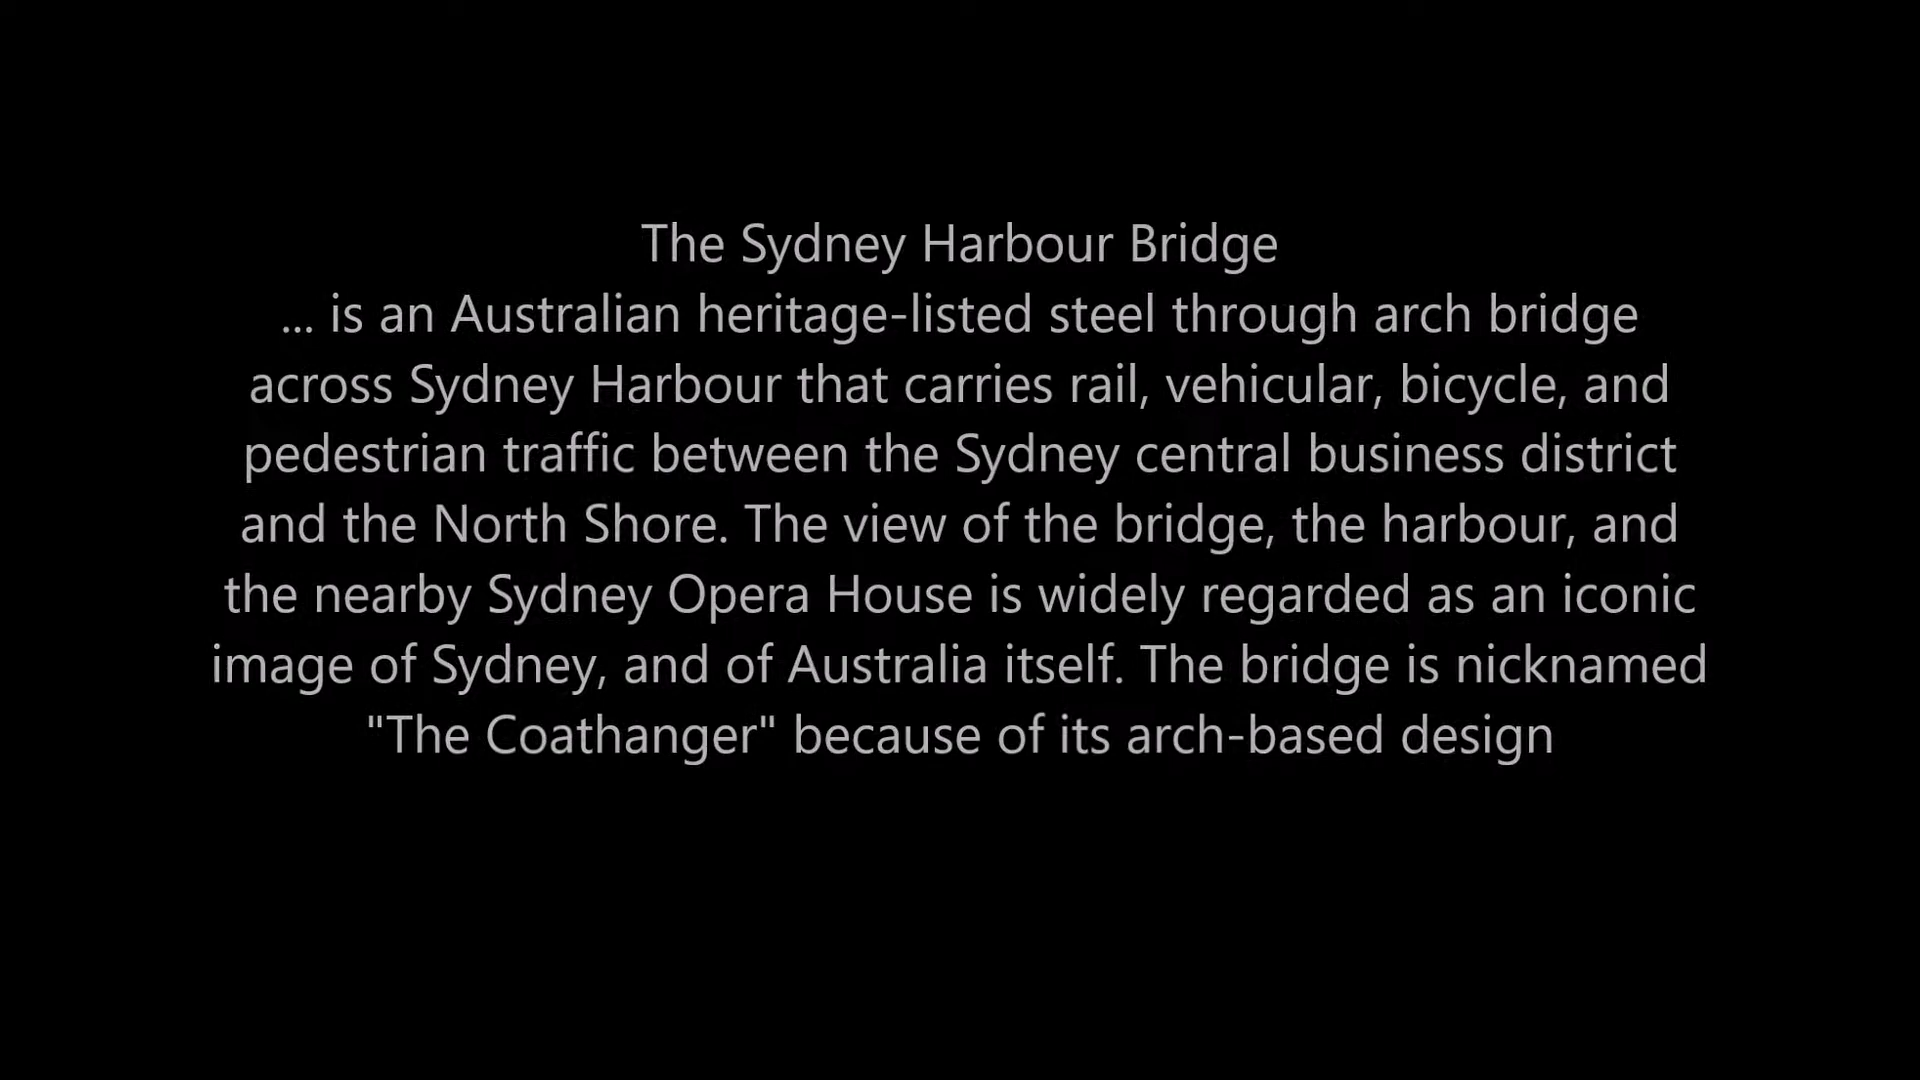 The Sydney Harbour Bridge
... is an Australian heritage-listed steel through arch bridge
across Sydney Harbour that carries rail, vehicular, bicycle, and
pedestrian traffic between the Sydney central business district
and the North Shore. The view of the bridge, the harbour, and
the nearby Sydney Opera House is widely regarded as an iconic
image of Sydney, and of Australia itself. The bridge is nicknamed
"The Coathanger" because of its arch-based design